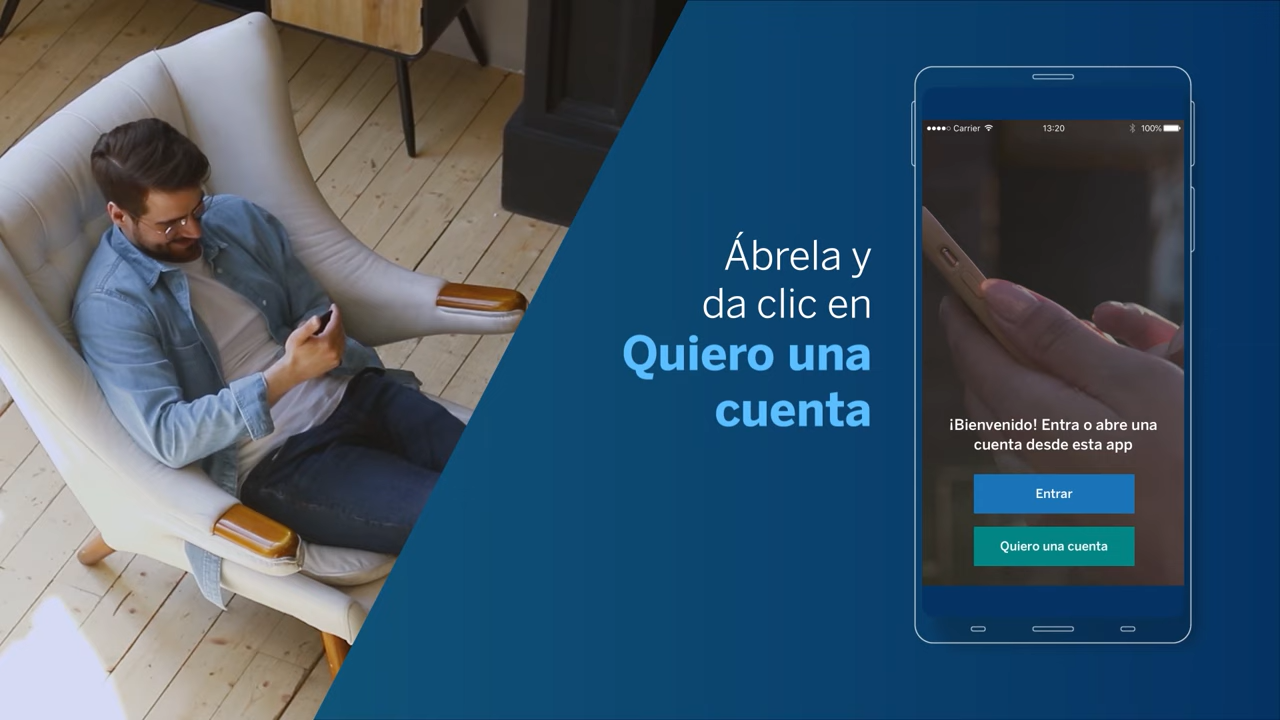 Ábrela y
da clic en
Quiero una
cuenta
Carrier 13:20 100%
¡Bienvenido! Entra o abre una
cuenta desde esta app
Entrar
Quiero una cuenta